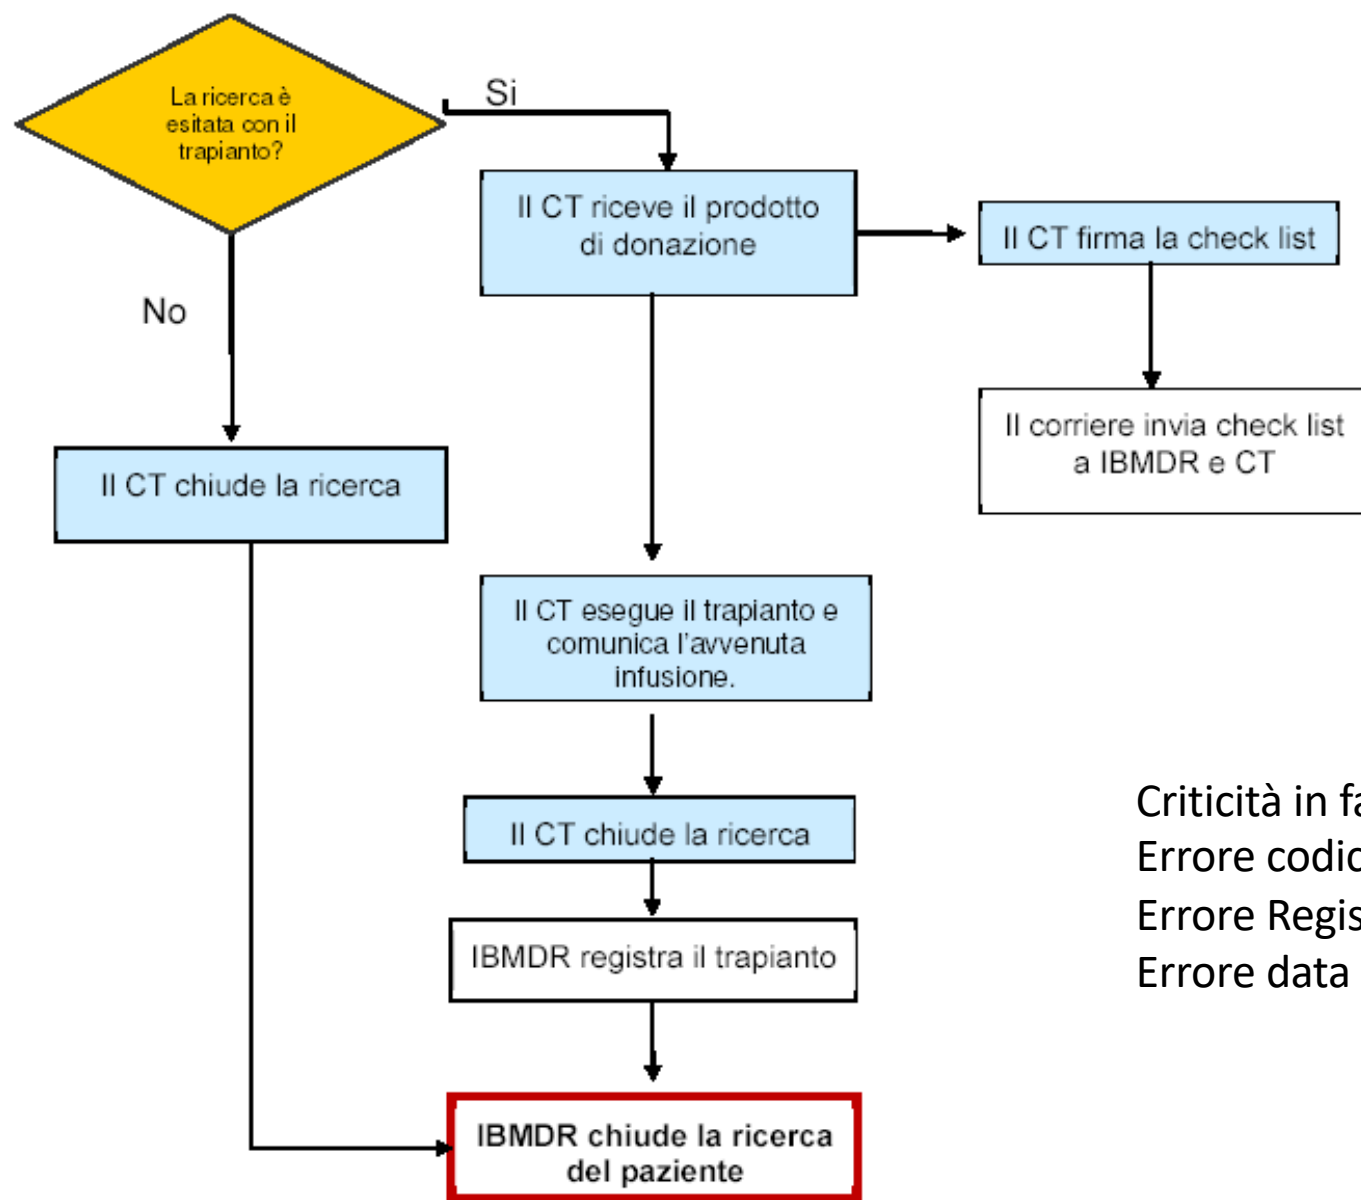 La ricerca è
esitata con il
trapianto?
Si
Il CT riceve il prodotto
di donazione
Il CT firma la check list
No
Il corriere invia check list
a IBMDR e CT
Il CT chiude la ricerca
Il CT esegue il trapianto e
comunica l'avvenuta
infusione.
Il CT chiude la ricerca
Criticità in
Errore
IBMDR registra il trapianto
Errore
Errore data
IBMDR chiude la ricerca
del paziente